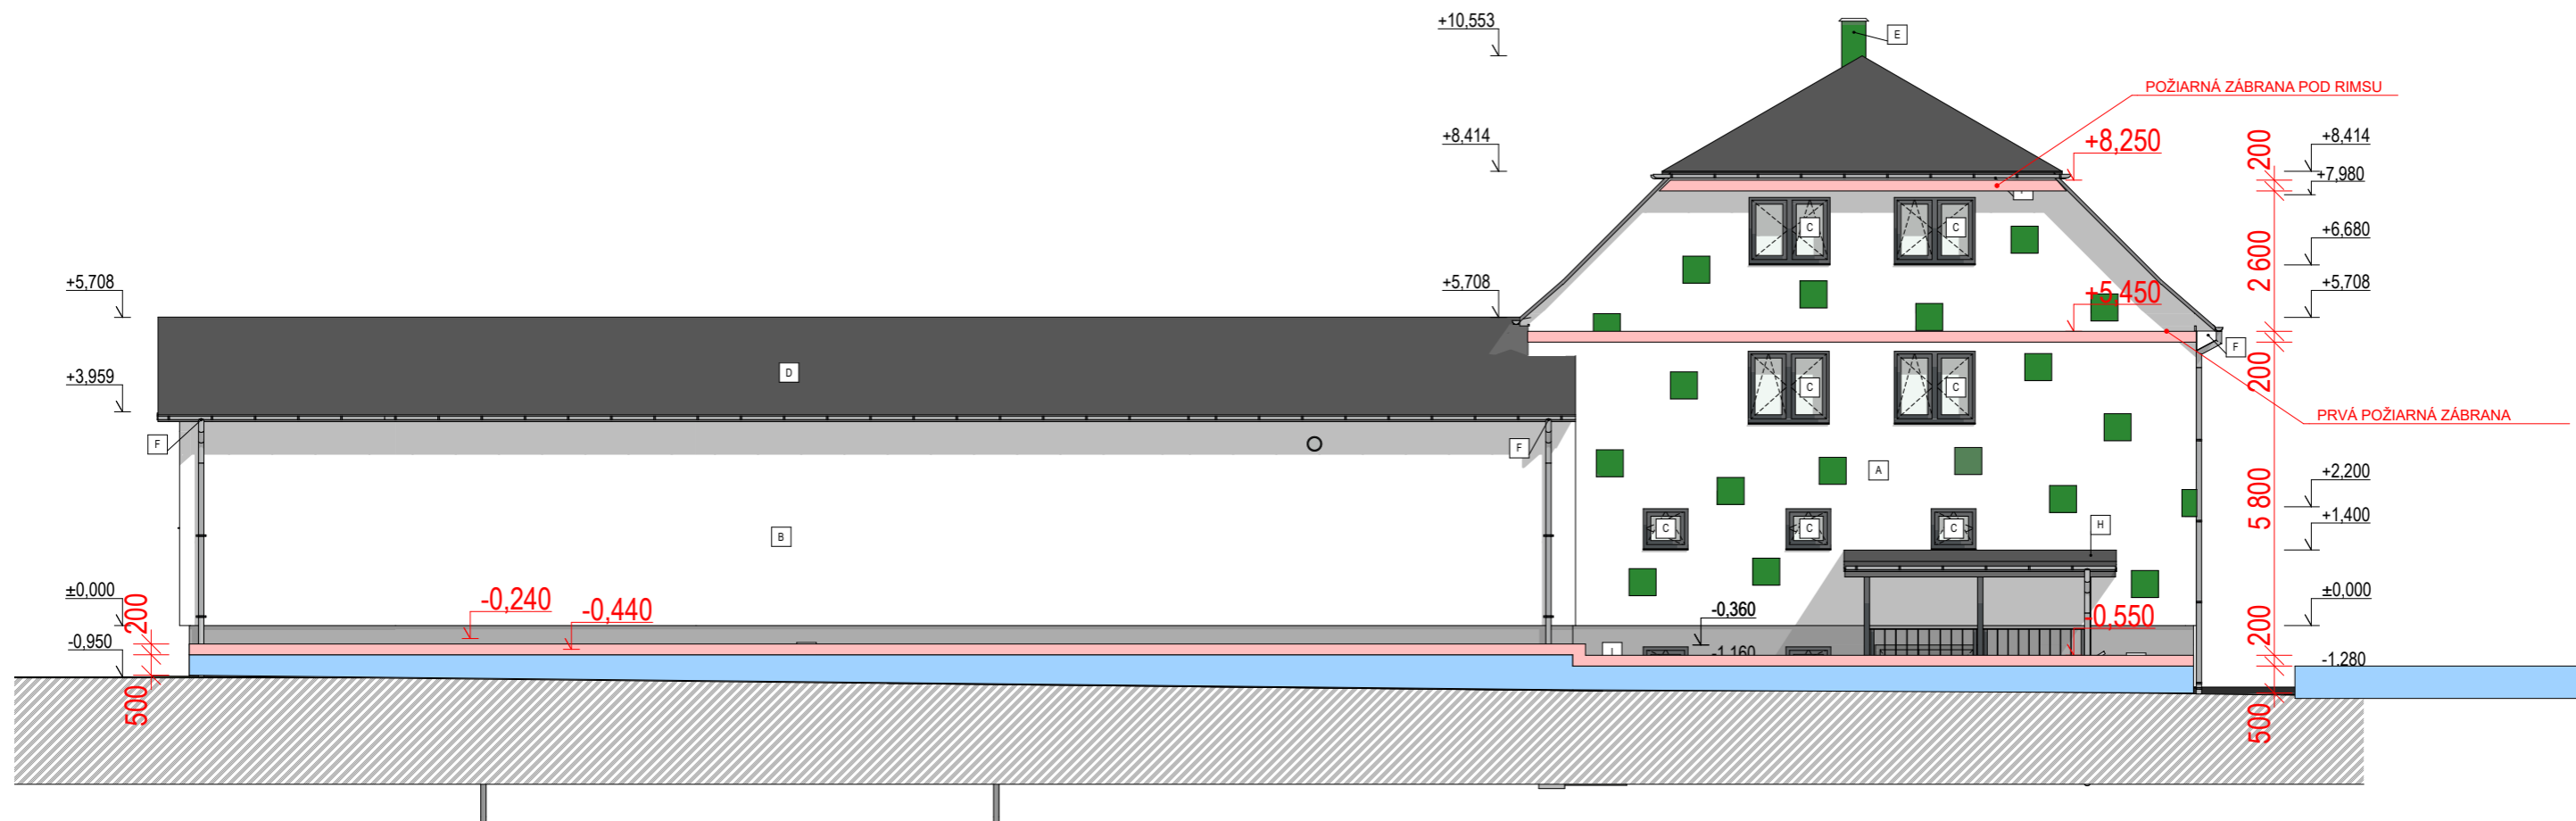 +10,553
E
POŽIARNÁ ZÁBRANA POD RIMSU
+8,414
+8,250
200
+8,414
+7,980
C
C
+6,680
2 600
+5,708
+5,708
+5,450
+5,708
F
D
+3,959
C
C
200
PRVÁ POŽIARNÁ ZÁBRANA
F
F
A
+2,200
5 800
B
C
C
C
H
+1,400
±0,000
-0,240
-0,440
-0,360
±0,000
200
-0,550
200
-0,950
-1,160
-1,280
500
500